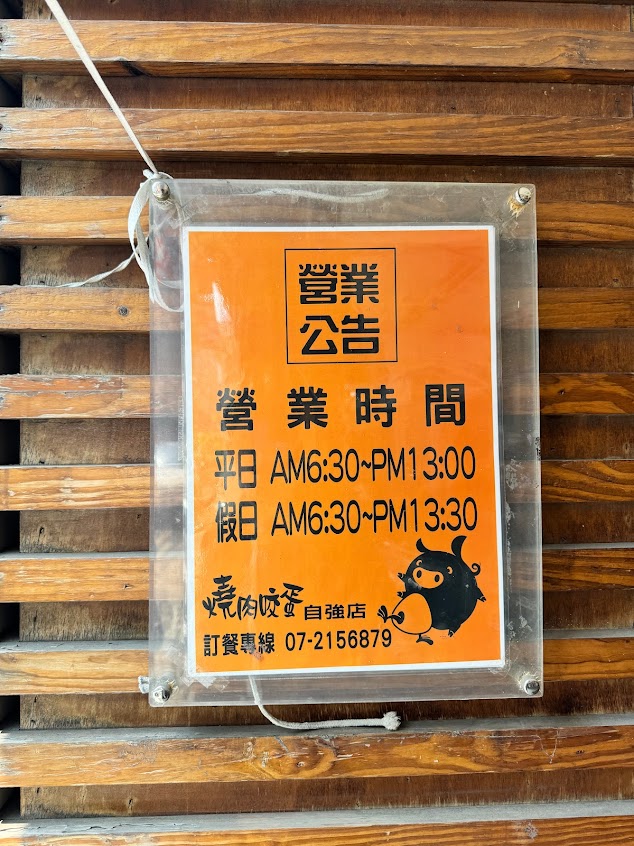 營業
公告
營業時間
平日 AM6:30~PM13:00
假日 AM6:30~PM13:30
燒肉咬蛋 自強店
訂餐專線 07-2156879